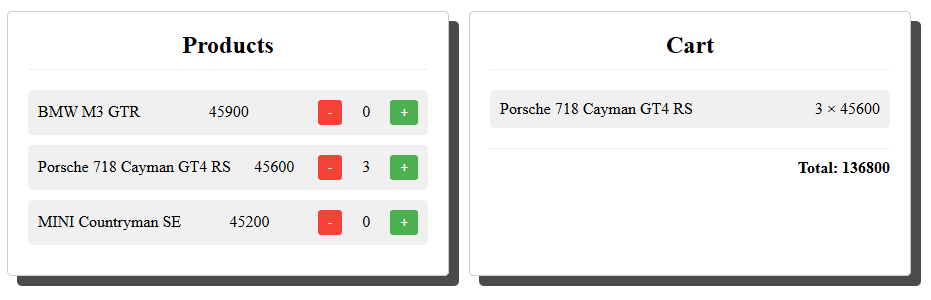 Products
BMW M3 GTR 45900 - 0 +
Porsche 718 Cayman GT4 RS 45600 - 3 +
MINI Countryman SE 45200 - 0 +
Cart
Porsche 718 Cayman GT4 RS 3 × 45600
Total: 136800